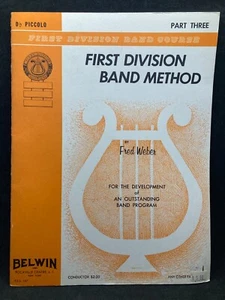 D♭ PICCOLO
PART THREE
FIRST DIVISION BAND COURSE
FIRST DIVISION
BAND METHOD
by
Fred Weber
FOR THE DEVELOPMENT
of
AN OUTSTANDING
BAND PROGRAM
BELWIN